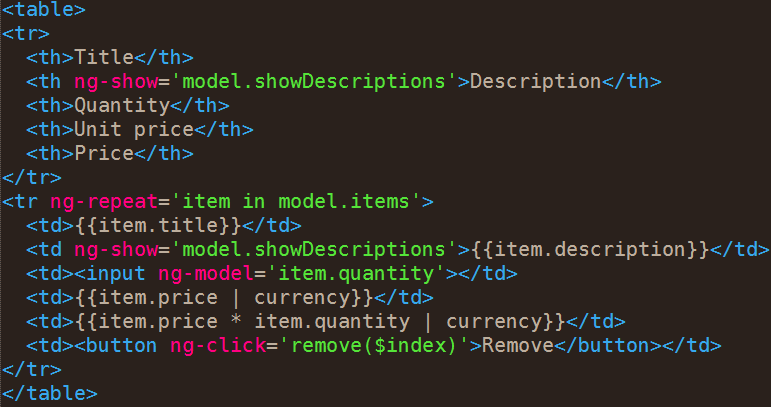 <table>
<tr>
  <th>Title</th>
  <th ng-show='model.showDescriptions'>Description</th>
  <th>Quantity</th>
  <th>Unit price</th>
  <th>Price</th>
</tr>
<tr ng-repeat='item in model.items'>
  <td>{{item.title}}</td>
  <td ng-show='model.showDescriptions'>{{item.description}}</td>
  <td><input ng-model='item.quantity'></td>
  <td>{{item.price | currency}}</td>
  <td>{{item.price * item.quantity | currency}}</td>
  <td><button ng-click='remove($index)'>Remove</button></td>
</tr>
</table>